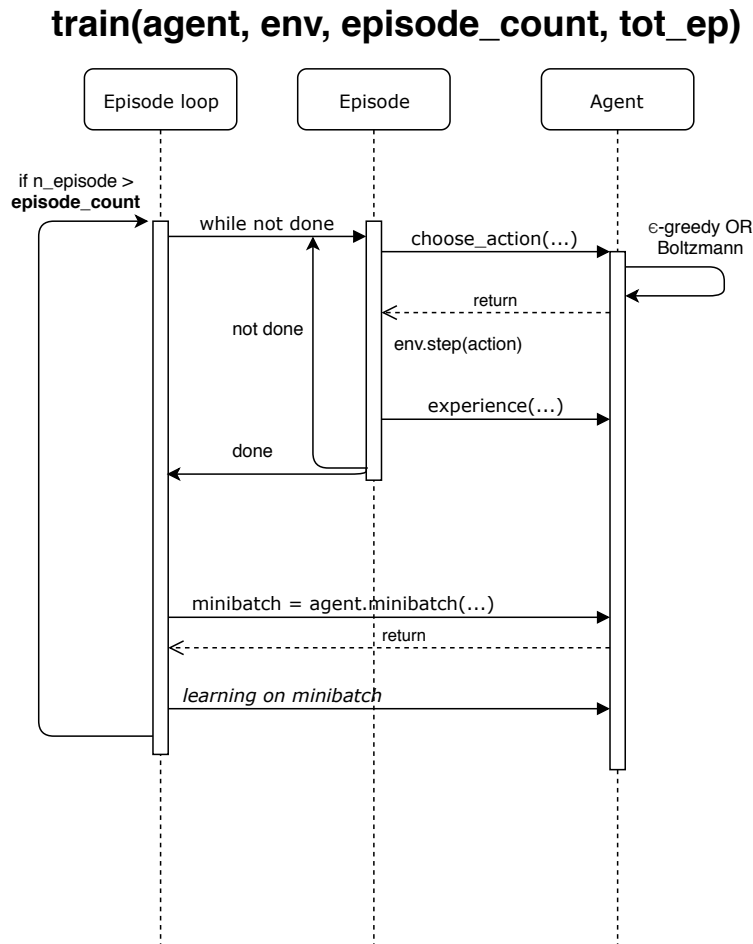 train(agent, env, episode_count, tot_ep)
Episode loop
Episode
Agent
if n_episode >
episode_count
while not done
choose_action(...)
ϵ-greedy OR
Boltzmann
return
not done
env.step(action)
experience(...)
done
minibatch = agent.minibatch(...)
return
learning on minibatch